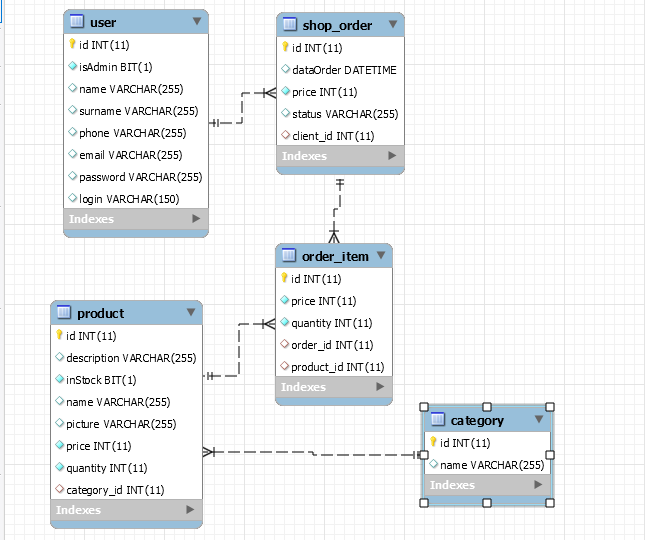 user
id INT(11)
isAdmin BIT(1)
name VARCHAR(255)
surname VARCHAR(255)
phone VARCHAR(255)
email VARCHAR(255)
password VARCHAR(255)
login VARCHAR(150)
Indexes
shop_order
id INT(11)
dataOrder DATETIME
price INT(11)
status VARCHAR(255)
client_id INT(11)
Indexes
order_item
id INT(11)
price INT(11)
quantity INT(11)
order_id INT(11)
product_id INT(11)
Indexes
product
id INT(11)
description VARCHAR(255)
inStock BIT(1)
name VARCHAR(255)
picture VARCHAR(255)
price INT(11)
quantity INT(11)
category_id INT(11)
Indexes
category
id INT(11)
name VARCHAR(255)
Indexes